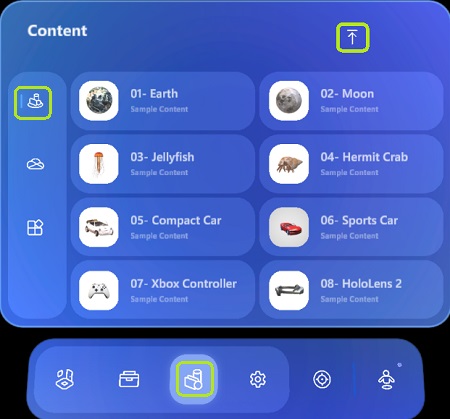 Content
01- Earth
Sample Content
02- Moon
Sample Content
03- Jellyfish
Sample Content
04- Hermit Crab
Sample Content
05- Compact Car
Sample Content
06- Sports Car
Sample Content
07- Xbox Controller
Sample Content
08- HoloLens 2
Sample Content